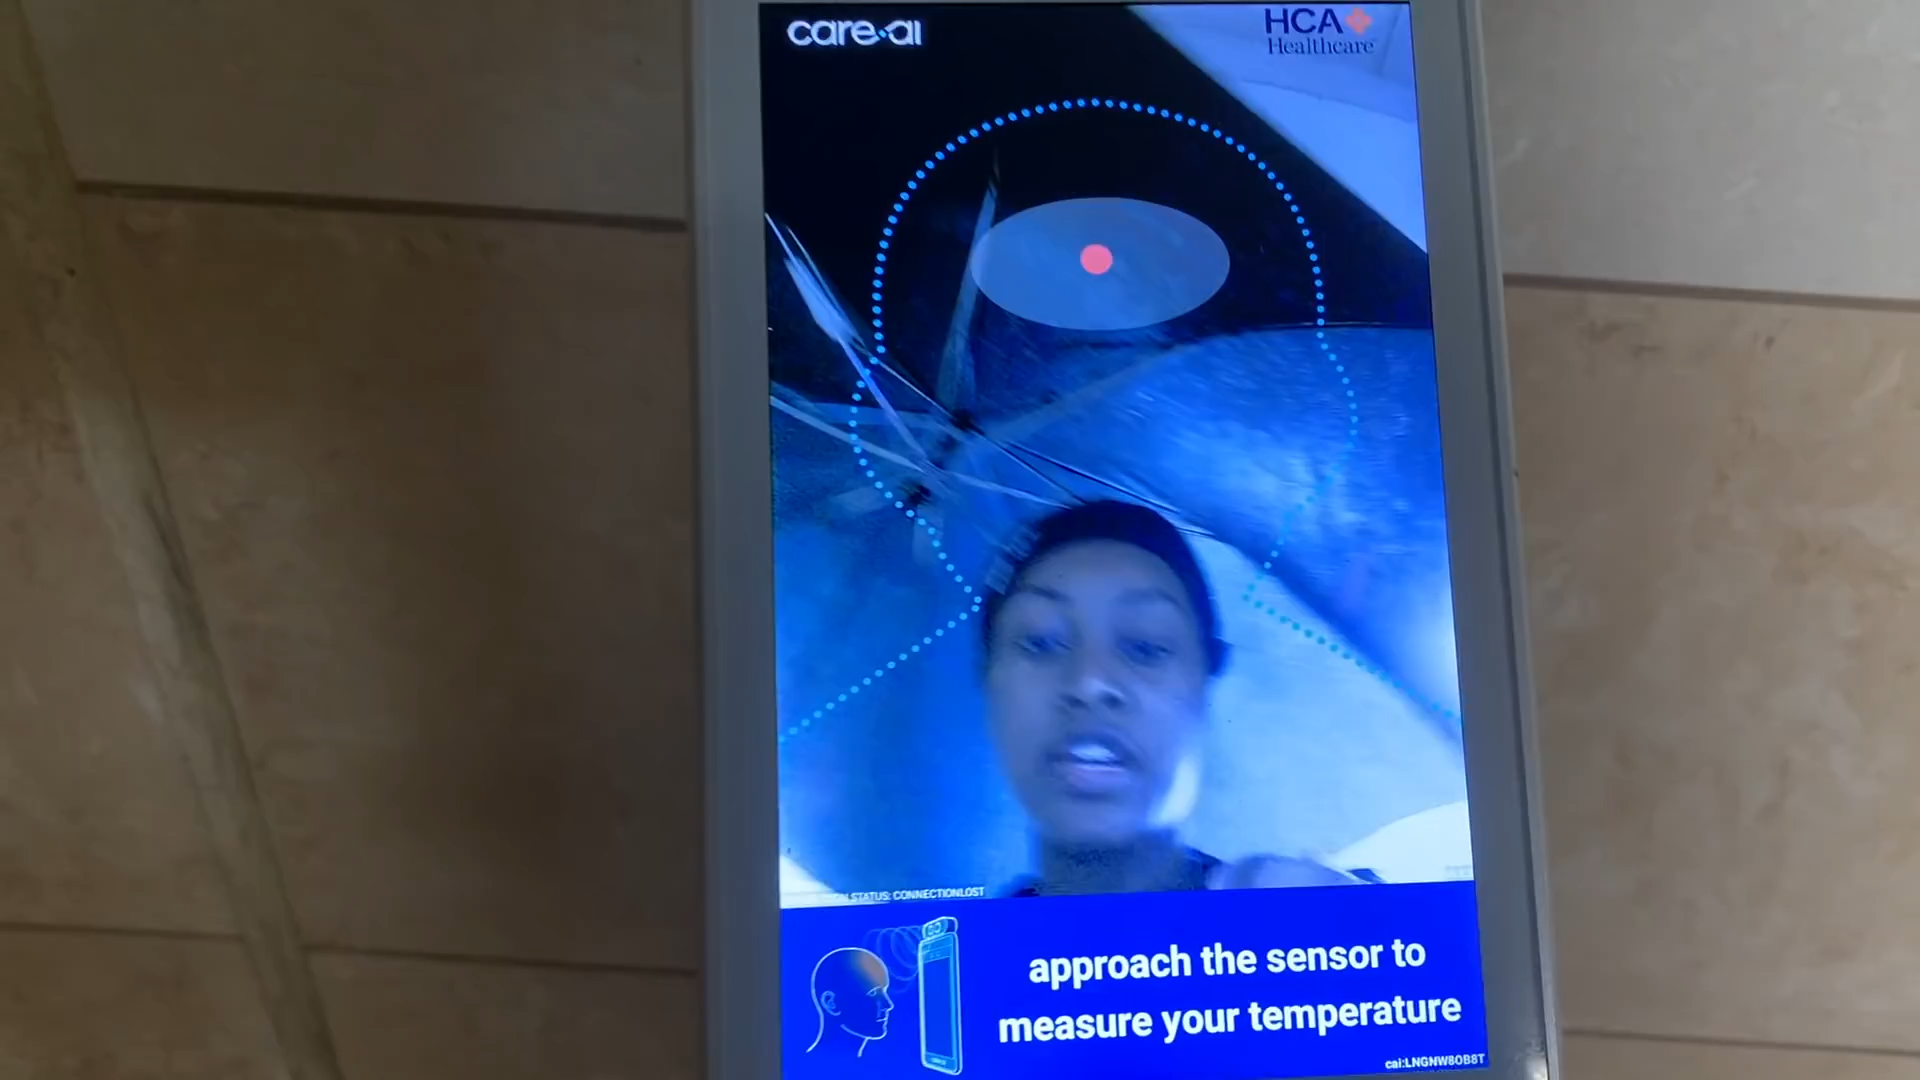 care.ai
HCA
Healthcare
STATUS: CONNECTIONLOST
approach the sensor to
measure your temperature
cai:LNGNW8OB8T